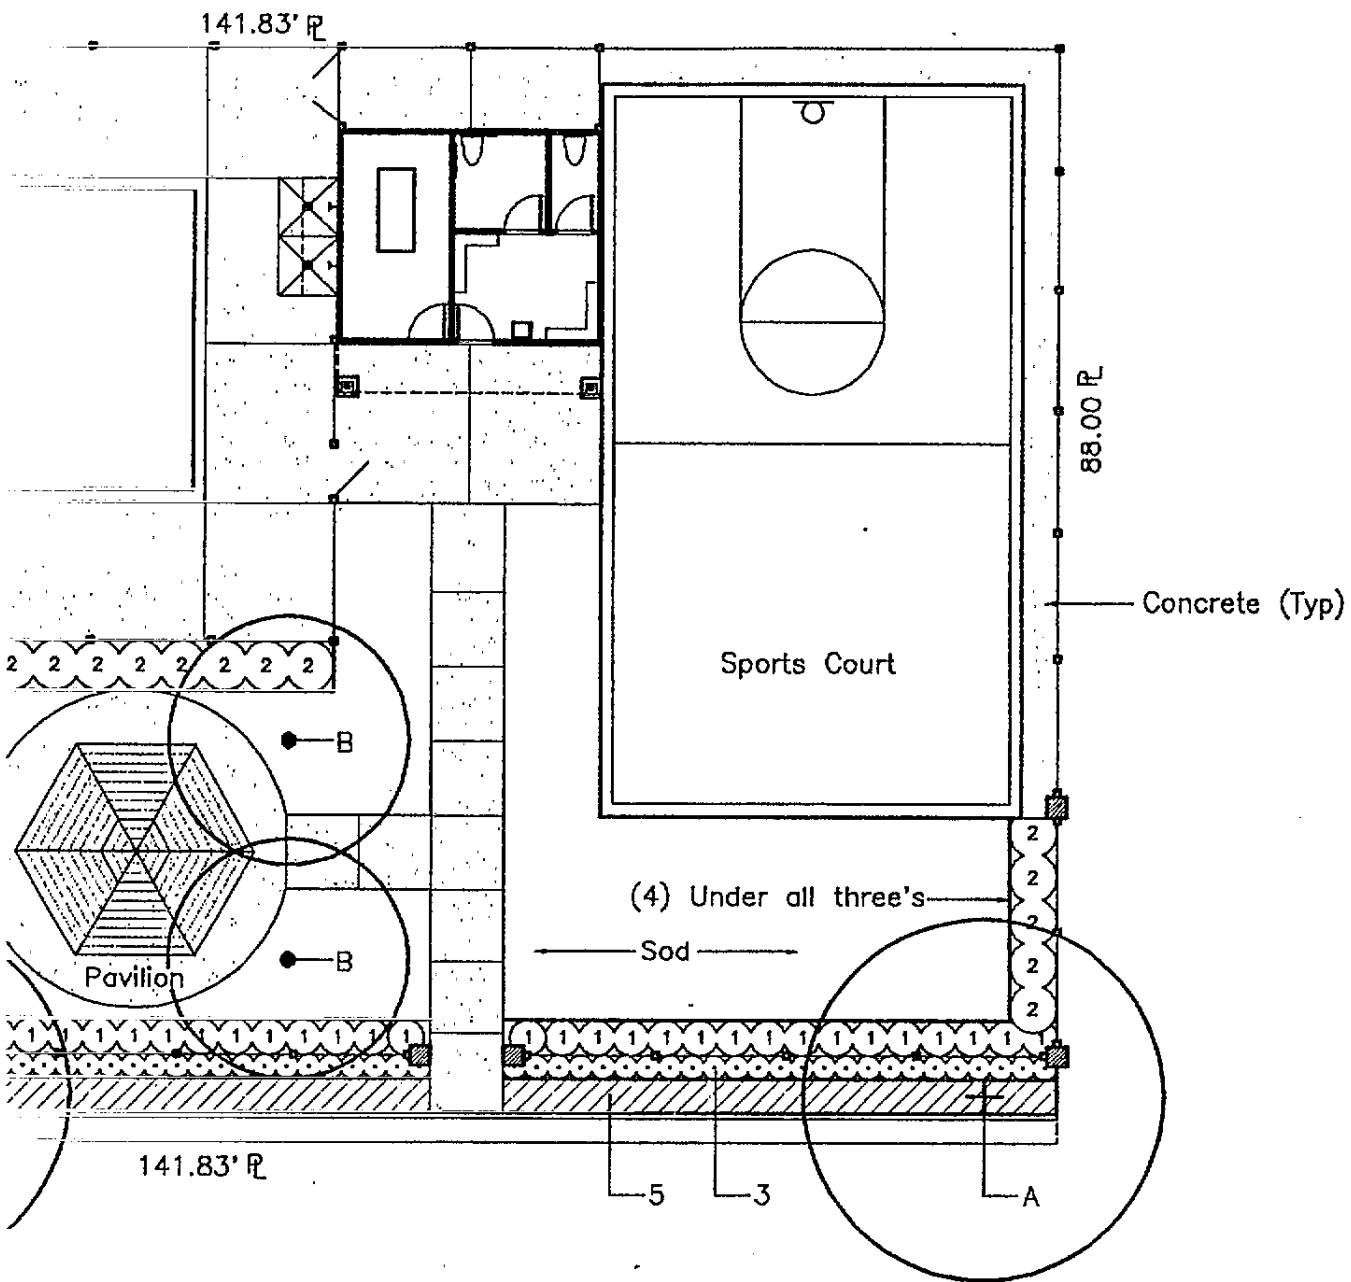 141.83' PL
88.00 PL
Concrete (Typ)
Sports Court
2 2 2 2 2 2 2 2
B
2
2
(4) Under all three's
2
Sod
B
2
Pavilion
2
1 1 1 1 1 1 1 1 1 1 1
1 1 1 1 1 1 1 1 1 1 1 1 1 1
141.83' PL
5
3
A